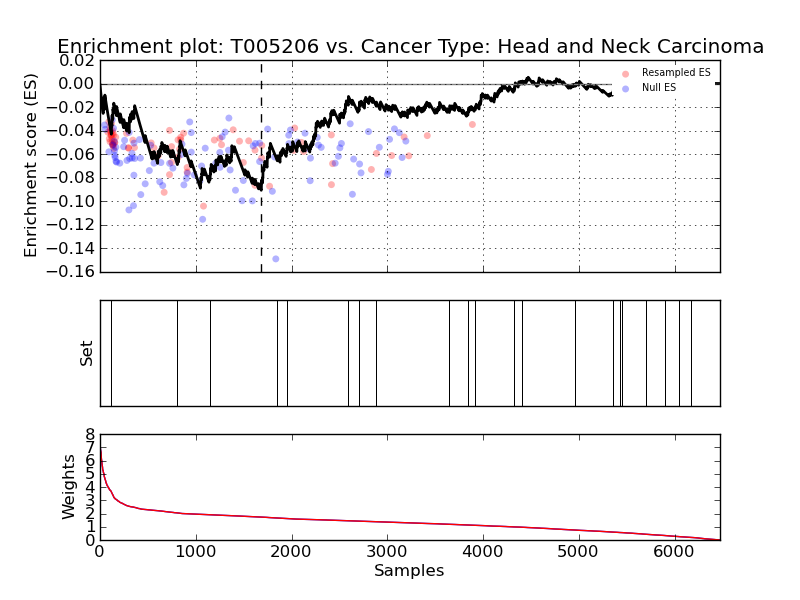 Enrichment plot: T005206 vs. Cancer Type: Head and Neck Carcinoma
0.02
0.00
−0.02
−0.04
−0.06
−0.08
−0.10
−0.12
−0.14
−0.16
Enrichment score (ES)
Resampled ES
Null ES
Set
8
7
6
5
4
3
2
1
0
Weights
0 1000 2000 3000 4000 5000 6000
Samples